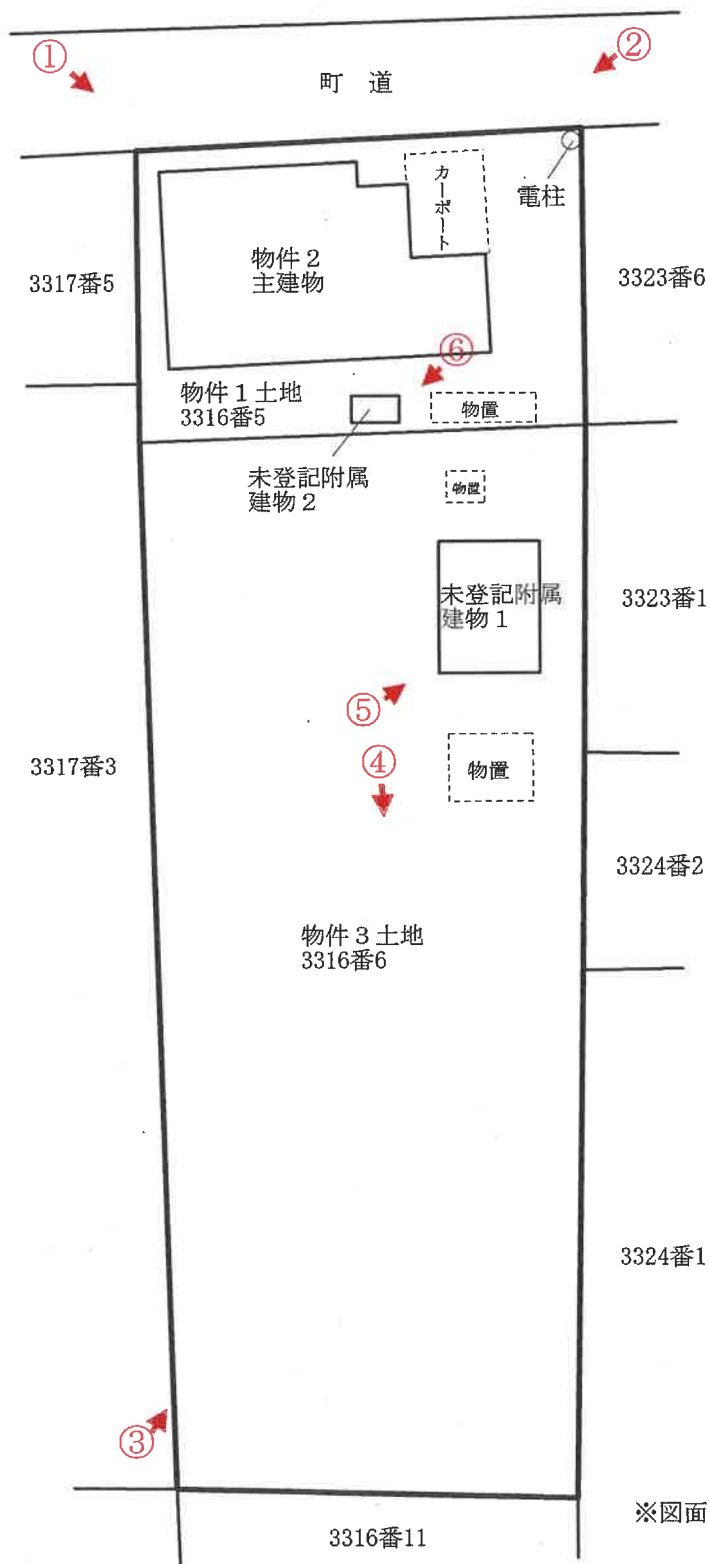 ①
②
町 道
カーポート
電柱
物件2
主建物
3317番5
3323番6
⑥
物件1土地
3316番5
物置
未登記附属
建物2
物置
未登記附属
建物1
3323番1
⑤
④
3317番3
物置
3324番2
物件3土地
3316番6
3324番1
③
※図面
3316番11